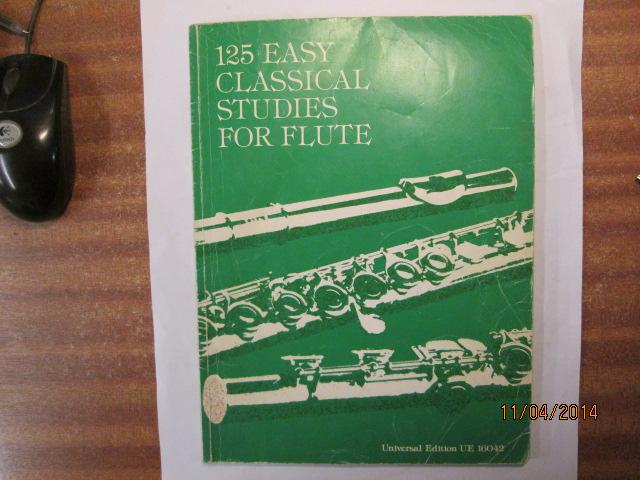 125 EASY
CLASSICAL
STUDIES
FOR FLUTE
Universal Edition UE 16042
11/04/2014